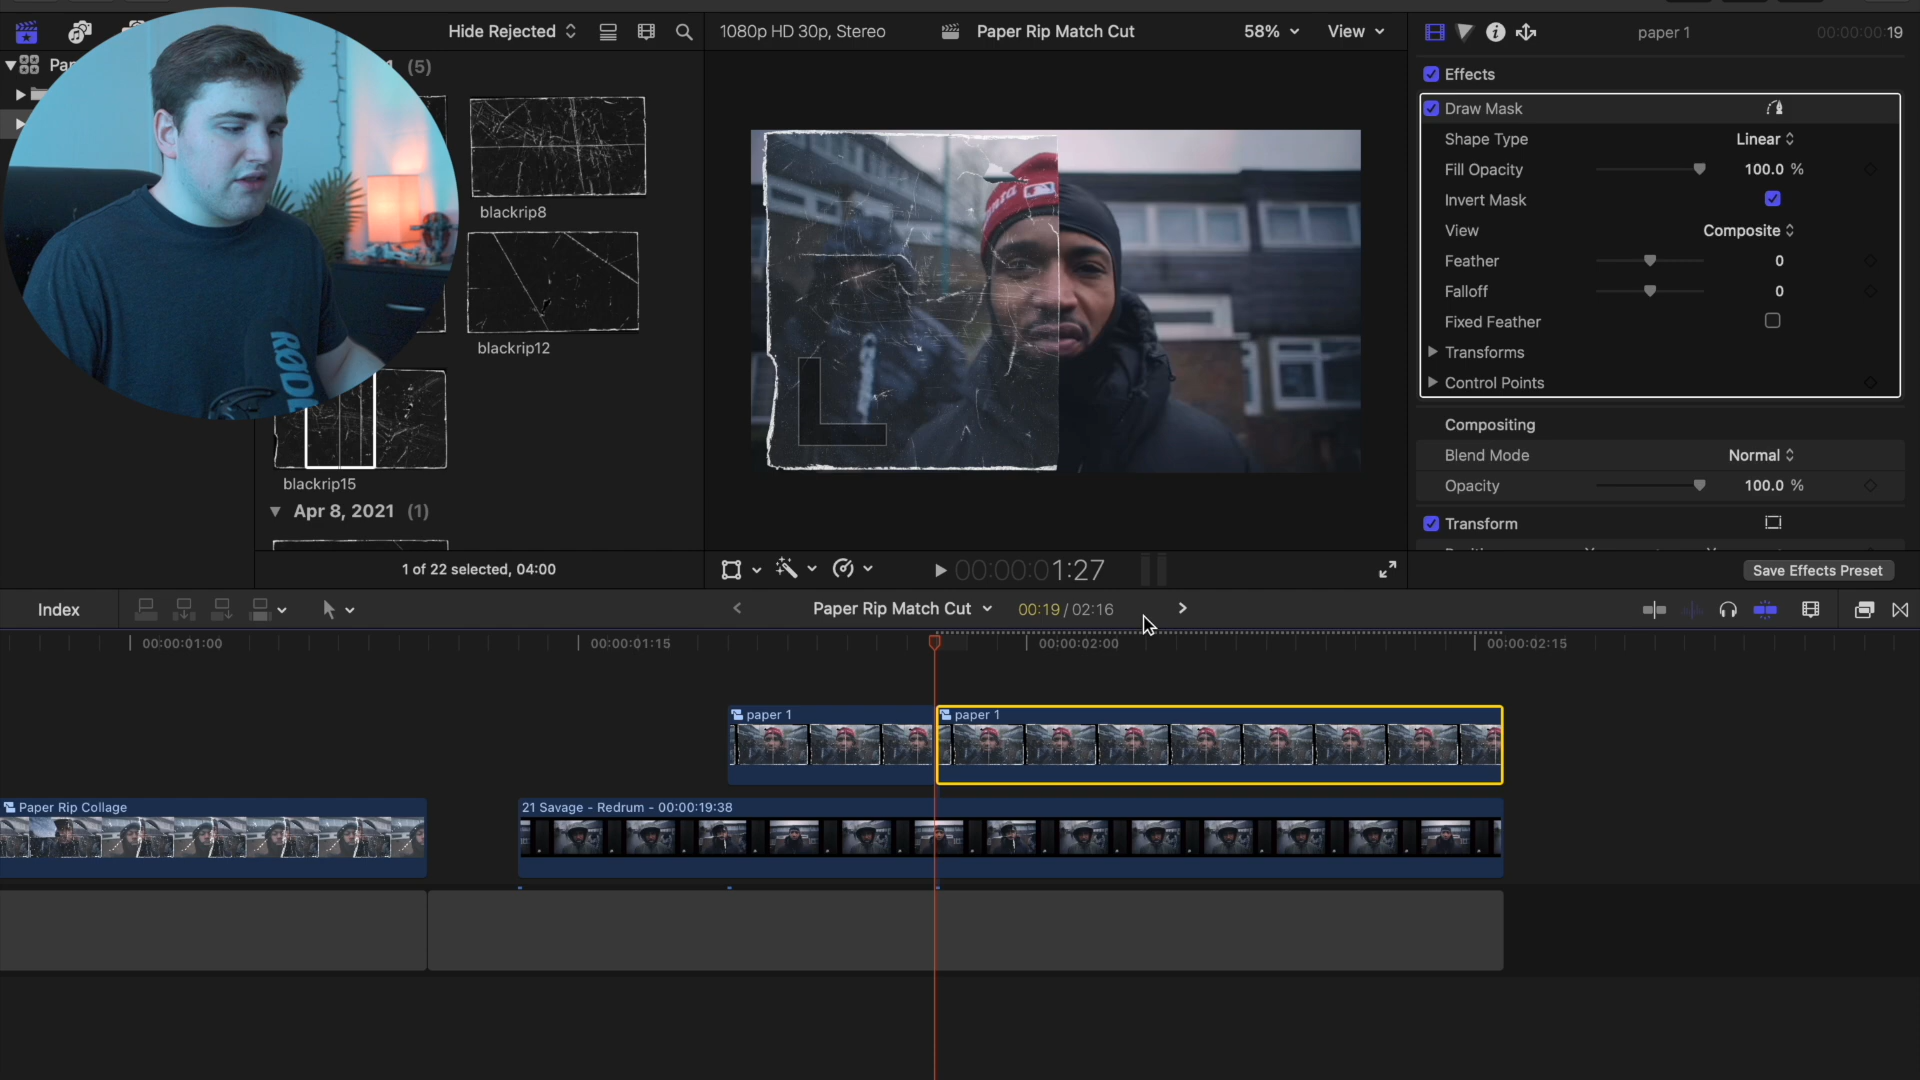 Hide Rejected
1080p HD 30p, Stereo
Paper Rip Match Cut
58%
View
paper 1
00:00:00:19
(5)
Effects
Draw Mask
Shape Type
Linear
Fill Opacity
100.0 %
Invert Mask
View
Composite
Feather
0
Falloff
0
Fixed Feather
Transforms
Control Points
Compositing
Blend Mode
Normal
Opacity
100.0 %
Transform
Save Effects Preset
blackrip8
blackrip12
blackrip15
Apr 8, 2021 (1)
1 of 22 selected, 04:00
RØDE
00:00:01:27
Index
Paper Rip Match Cut
00:19 / 02:16
00:00:01:00
00:00:01:15
00:00:02:00
00:00:02:15
paper 1
paper 1
Paper Rip Collage
21 Savage - Redrum - 00:00:19:38